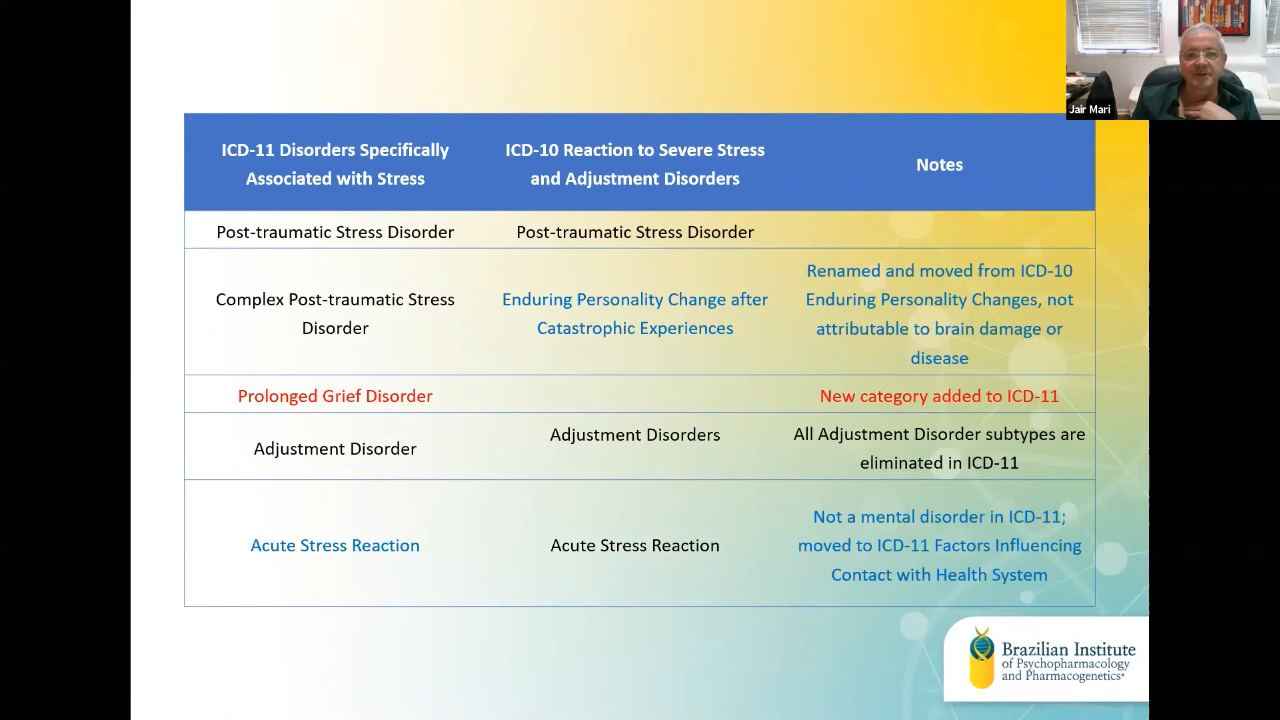 Jair Mari
ICD-11 Disorders Specifically
Associated with Stress
ICD-10 Reaction to Severe Stress
and Adjustment Disorders
Notes
Post-traumatic Stress Disorder
Post-traumatic Stress Disorder
Complex Post-traumatic Stress
Disorder
Enduring Personality Change after
Catastrophic Experiences
Renamed and moved from ICD-10
Enduring Personality Changes, not
attributable to brain damage or
disease
Prolonged Grief Disorder
New category added to ICD-11
Adjustment Disorder
Adjustment Disorders
All Adjustment Disorder subtypes are
eliminated in ICD-11
Acute Stress Reaction
Acute Stress Reaction
Not a mental disorder in ICD-11;
moved to ICD-11 Factors Influencing
Contact with Health System
Brazilian Institute
of Psychopharmacology
and Pharmacogenetics